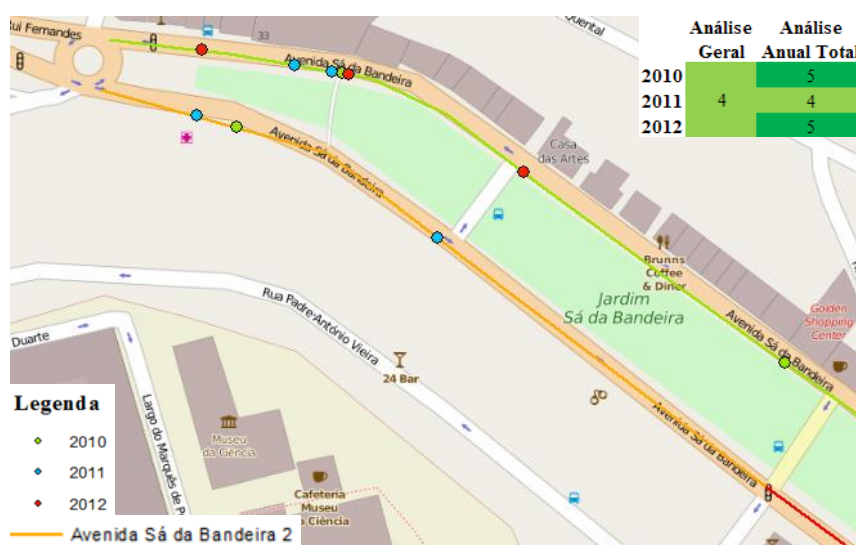 Rui Fernandes
33
Avenida Sá da Bandeira
Quental
Análise Geral
Análise Anual Total
2010
5
2011
4
4
2012
5
Casa
das Artes
Avenida Sá da Bandeira
Brunns
Coffee
& Diner
Jardim
Sá da Bandeira
Golden
Shopping
Center
Avenida Sá da Bandeira
Rua Padre António Vieira
Duarte
24 Bar
Avenida Sá da Bandeira
Museu
da Ciência
Largo do Marquês de P
Cafeteria
Museu
da Ciência
Legenda
2010
2011
2012
Avenida Sá da Bandeira 2